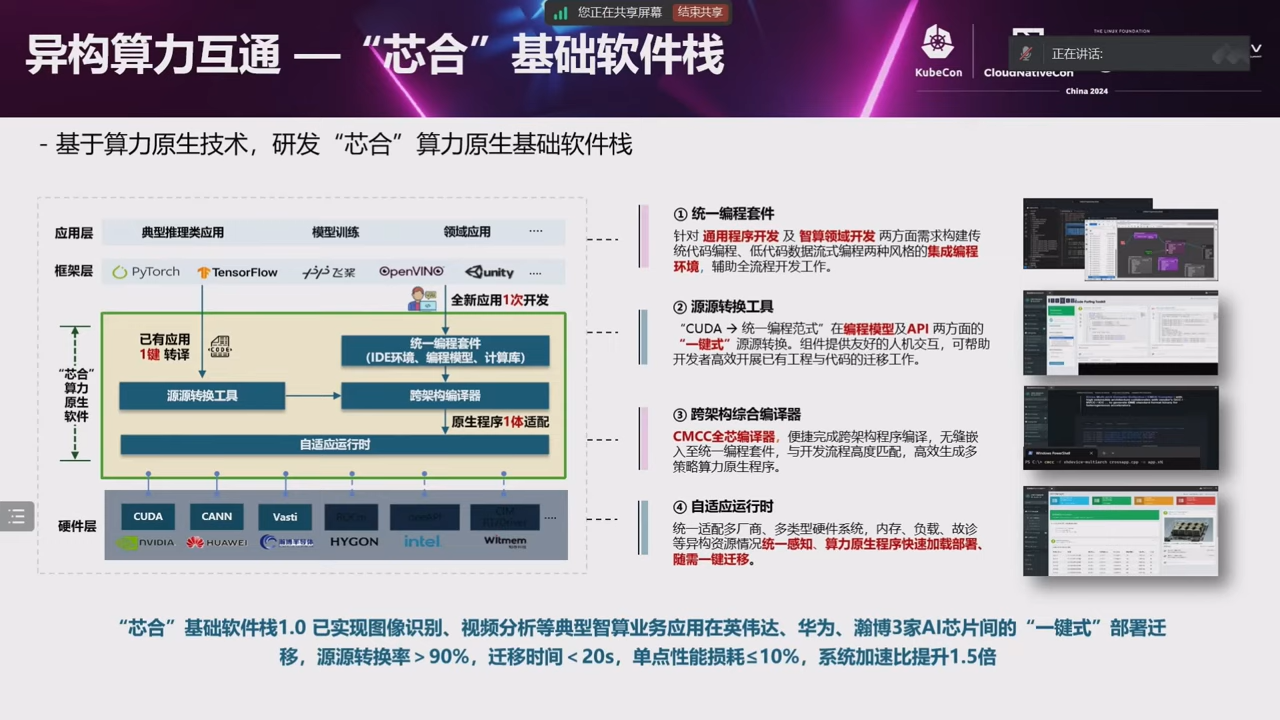 您正在共享屏幕 结束共享
异构算力互通 — “芯合”基础软件栈
THE LINUX FOUNDATION
正在讲话:
KubeCon
CloudNativeCon
China 2024
- 基于算力原生技术，研发“芯合”算力原生基础软件栈
应用层 典型推理类应用 模型训练 领域应用 ....
框架层 PyTorch TensorFlow 飞桨 OpenVINO unity ....
全新应用1次开发
已有应用
1键 转译
统一编程套件
(IDE环境、编程模型、计算库)
“芯合”
算力
原生
软件
源源转换工具 跨架构编译器
原生程序1体适配
自适应运行时
硬件层
CUDA CANN Vasti ....
NVIDIA HUAWEI intel Witmem
① 统一编程套件
针对 通用程序开发 及 智算领域开发 两方面需求构建传
统代码编程、低代码数据流式编程两种风格的集成编程
环境，辅助全流程开发工作。
② 源源转换工具
“CUDA → 统一编程范式” 在编程模型及API 两方面的
“一键式” 源源转换。组件提供友好的人机交互，可帮助
开发者高效开展已有工程与代码的迁移工作。
③ 跨架构综合编译器
CMCC全芯编译器，便捷完成跨架构程序编译，无缝嵌
入至统一编程套件，与开发流程高度匹配，高效生成多
策略算力原生程序。
④ 自适应运行时
统一适配多厂商、多类型硬件系统，内存、负载、故诊
等异构资源情况统一感知、算力原生程序快速加载部署、
随需一键迁移。
Windows PowerShell
“芯合”基础软件栈1.0 已实现图像识别、视频分析等典型智算业务应用在英伟达、华为、瀚博3家AI芯片间的“一键式”部署迁
移，源源转换率＞90%，迁移时间＜20s，单点性能损耗≤10%，系统加速比提升1.5倍